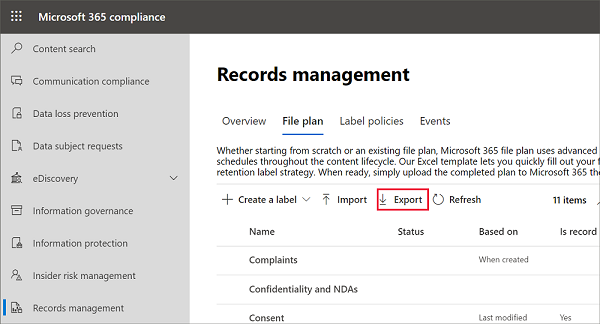 Microsoft 365 compliance
Content search
Communication compliance
Data loss prevention
Data subject requests
eDiscovery
Information governance
Information protection
Insider risk management
Records management
Records management
Overview File plan Label policies Events
Whether starting from scratch or an existing file plan, Microsoft 365 file plan uses advanced
schedules throughout the content lifecycle. Our Excel template lets you quickly fill out your f
retention label strategy. When ready, simply upload the completed plan to Microsoft 365 the
Create a label Import Export Refresh 11 items
Name Status Based on Is record
Complaints When created
Confidentiality and NDAs
Consent Last modified Yes